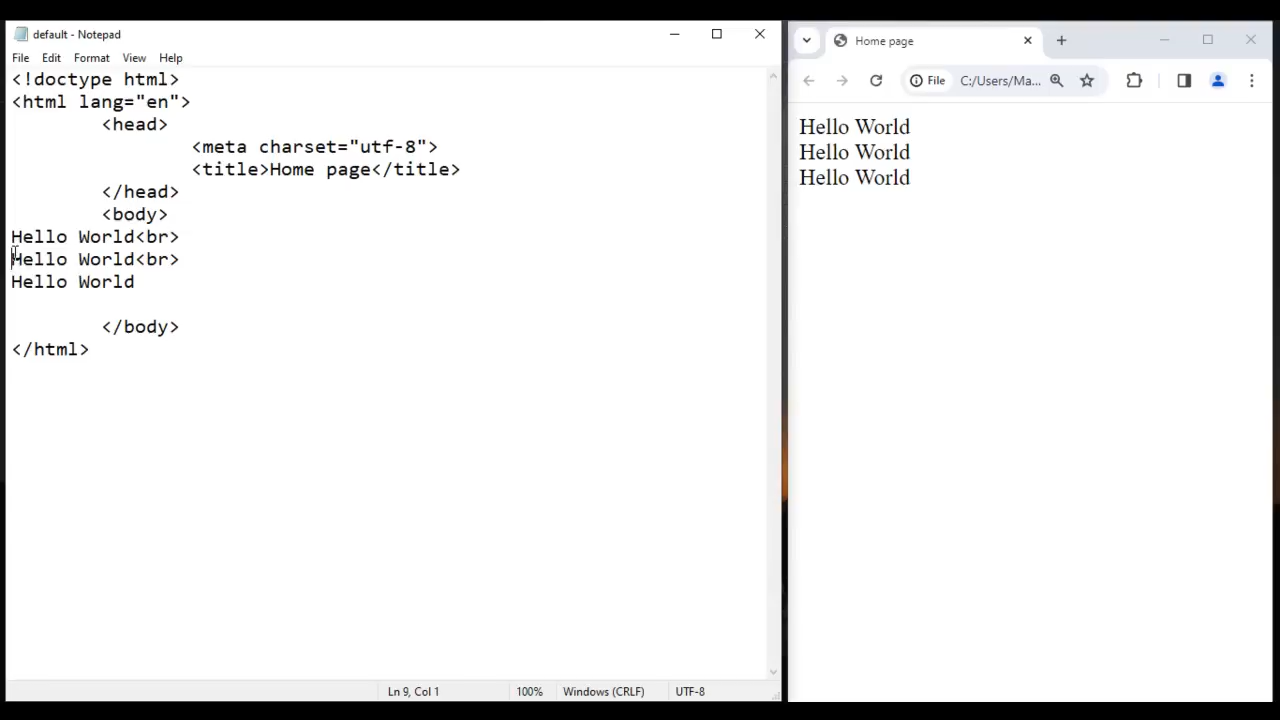 default - Notepad
File Edit Format View Help
<!doctype html>
<html lang="en">
<head>
<meta charset="utf-8">
<title>Home page</title>
</head>
<body>
Hello World<br>
Hello World<br>
Hello World
</body>
</html>
Ln 9, Col 1 100% Windows (CRLF) UTF-8
Home page
File C:/Users/Ma...
Hello World
Hello World
Hello World